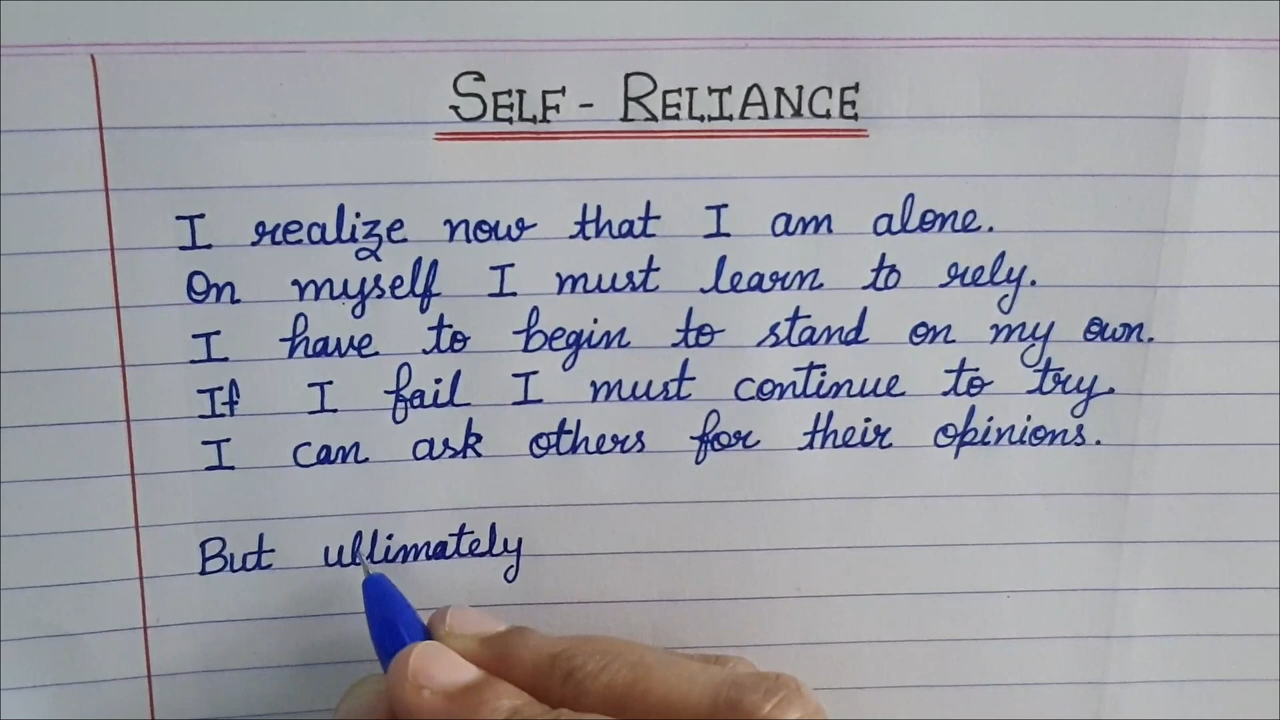 SELF - RELIANCE
I realize now that I am alone.
On myself I must learn to rely.
I have to begin to stand on my own.
If I fail I must continue to try.
I can ask others for their opinions.
But ultimately